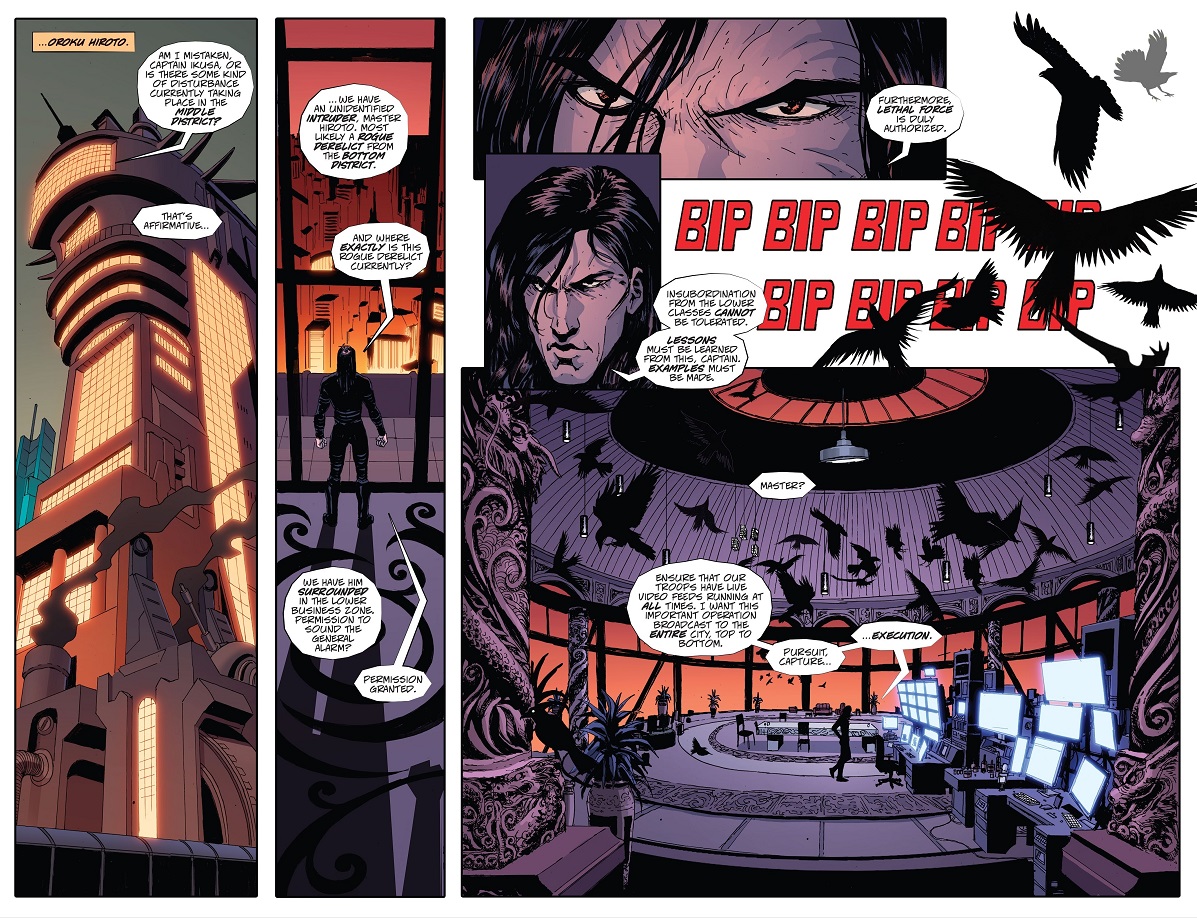 ...OROKU HIROTO.
AM I MISTAKEN,
CAPTAIN IKUSA, OR
IS THERE SOME KIND
OF DISTURBANCE
CURRENTLY TAKING
PLACE IN THE
MIDDLE
DISTRICT?
THAT'S
AFFIRMATIVE...
...WE HAVE
AN UNIDENTIFIED
INTRUDER, MASTER
HIROTO. MOST
LIKELY A ROGUE
DERELICT FROM
THE BOTTOM
DISTRICT.
AND WHERE
EXACTLY IS THIS
ROGUE DERELICT
CURRENTLY?
WE HAVE HIM
SURROUNDED
IN THE LOWER
BUSINESS ZONE.
PERMISSION TO
SOUND THE
GENERAL
ALARM?
PERMISSION
GRANTED.
FURTHERMORE,
LETHAL FORCE
IS DULY
AUTHORIZED.
BIP BIP BIP BIP BIP
INSUBORDINATION
FROM THE LOWER
CLASSES CANNOT
BE TOLERATED.
LESSONS
MUST BE LEARNED
FROM THIS, CAPTAIN.
EXAMPLES MUST
BE MADE.
BIP BIP BIP BIP
MASTER?
ENSURE THAT OUR
TROOPS HAVE LIVE
VIDEO FEEDS RUNNING AT
ALL TIMES. I WANT THIS
IMPORTANT OPERATION
BROADCAST TO THE
ENTIRE CITY, TOP TO
BOTTOM.
PURSUIT,
CAPTURE...
...EXECUTION.